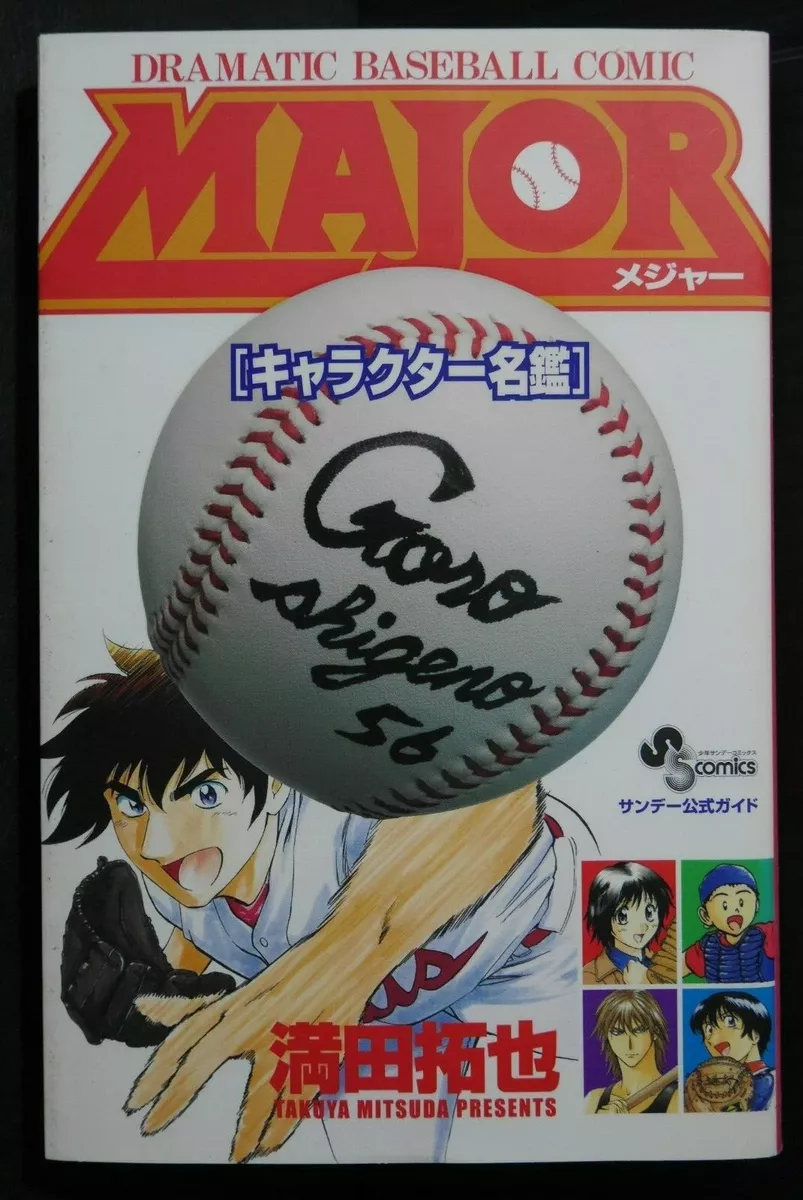 DRAMATIC BASEBALL COMIC
MAJOR
メジャー
[キャラクター名鑑]
Goro
Shigeno
56
少年サンデーコミックス
SS comics
サンデー公式ガイド
us
満田拓也
TAKUYA MITSUDA PRESENTS